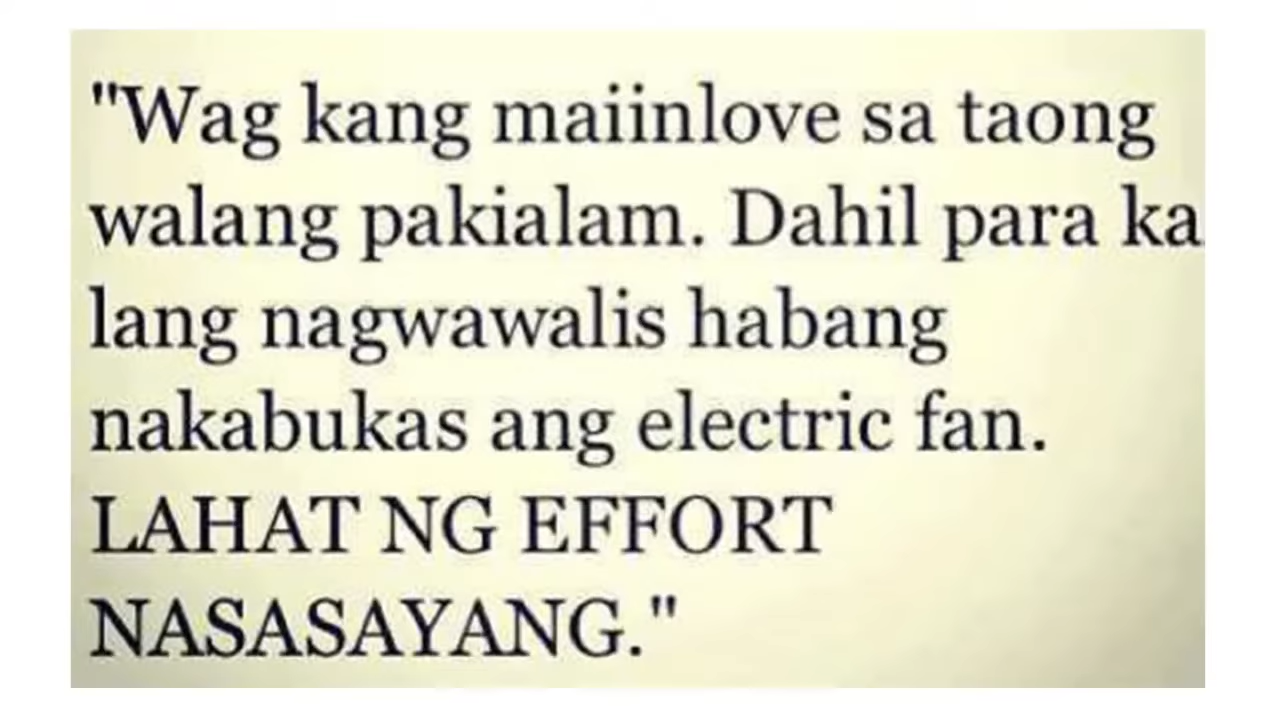 "Wag kang maiinlove sa taong
walang pakialam. Dahil para ka
lang nagwawalis habang
nakabukas ang electric fan.
LAHAT NG EFFORT
NASASAYANG."